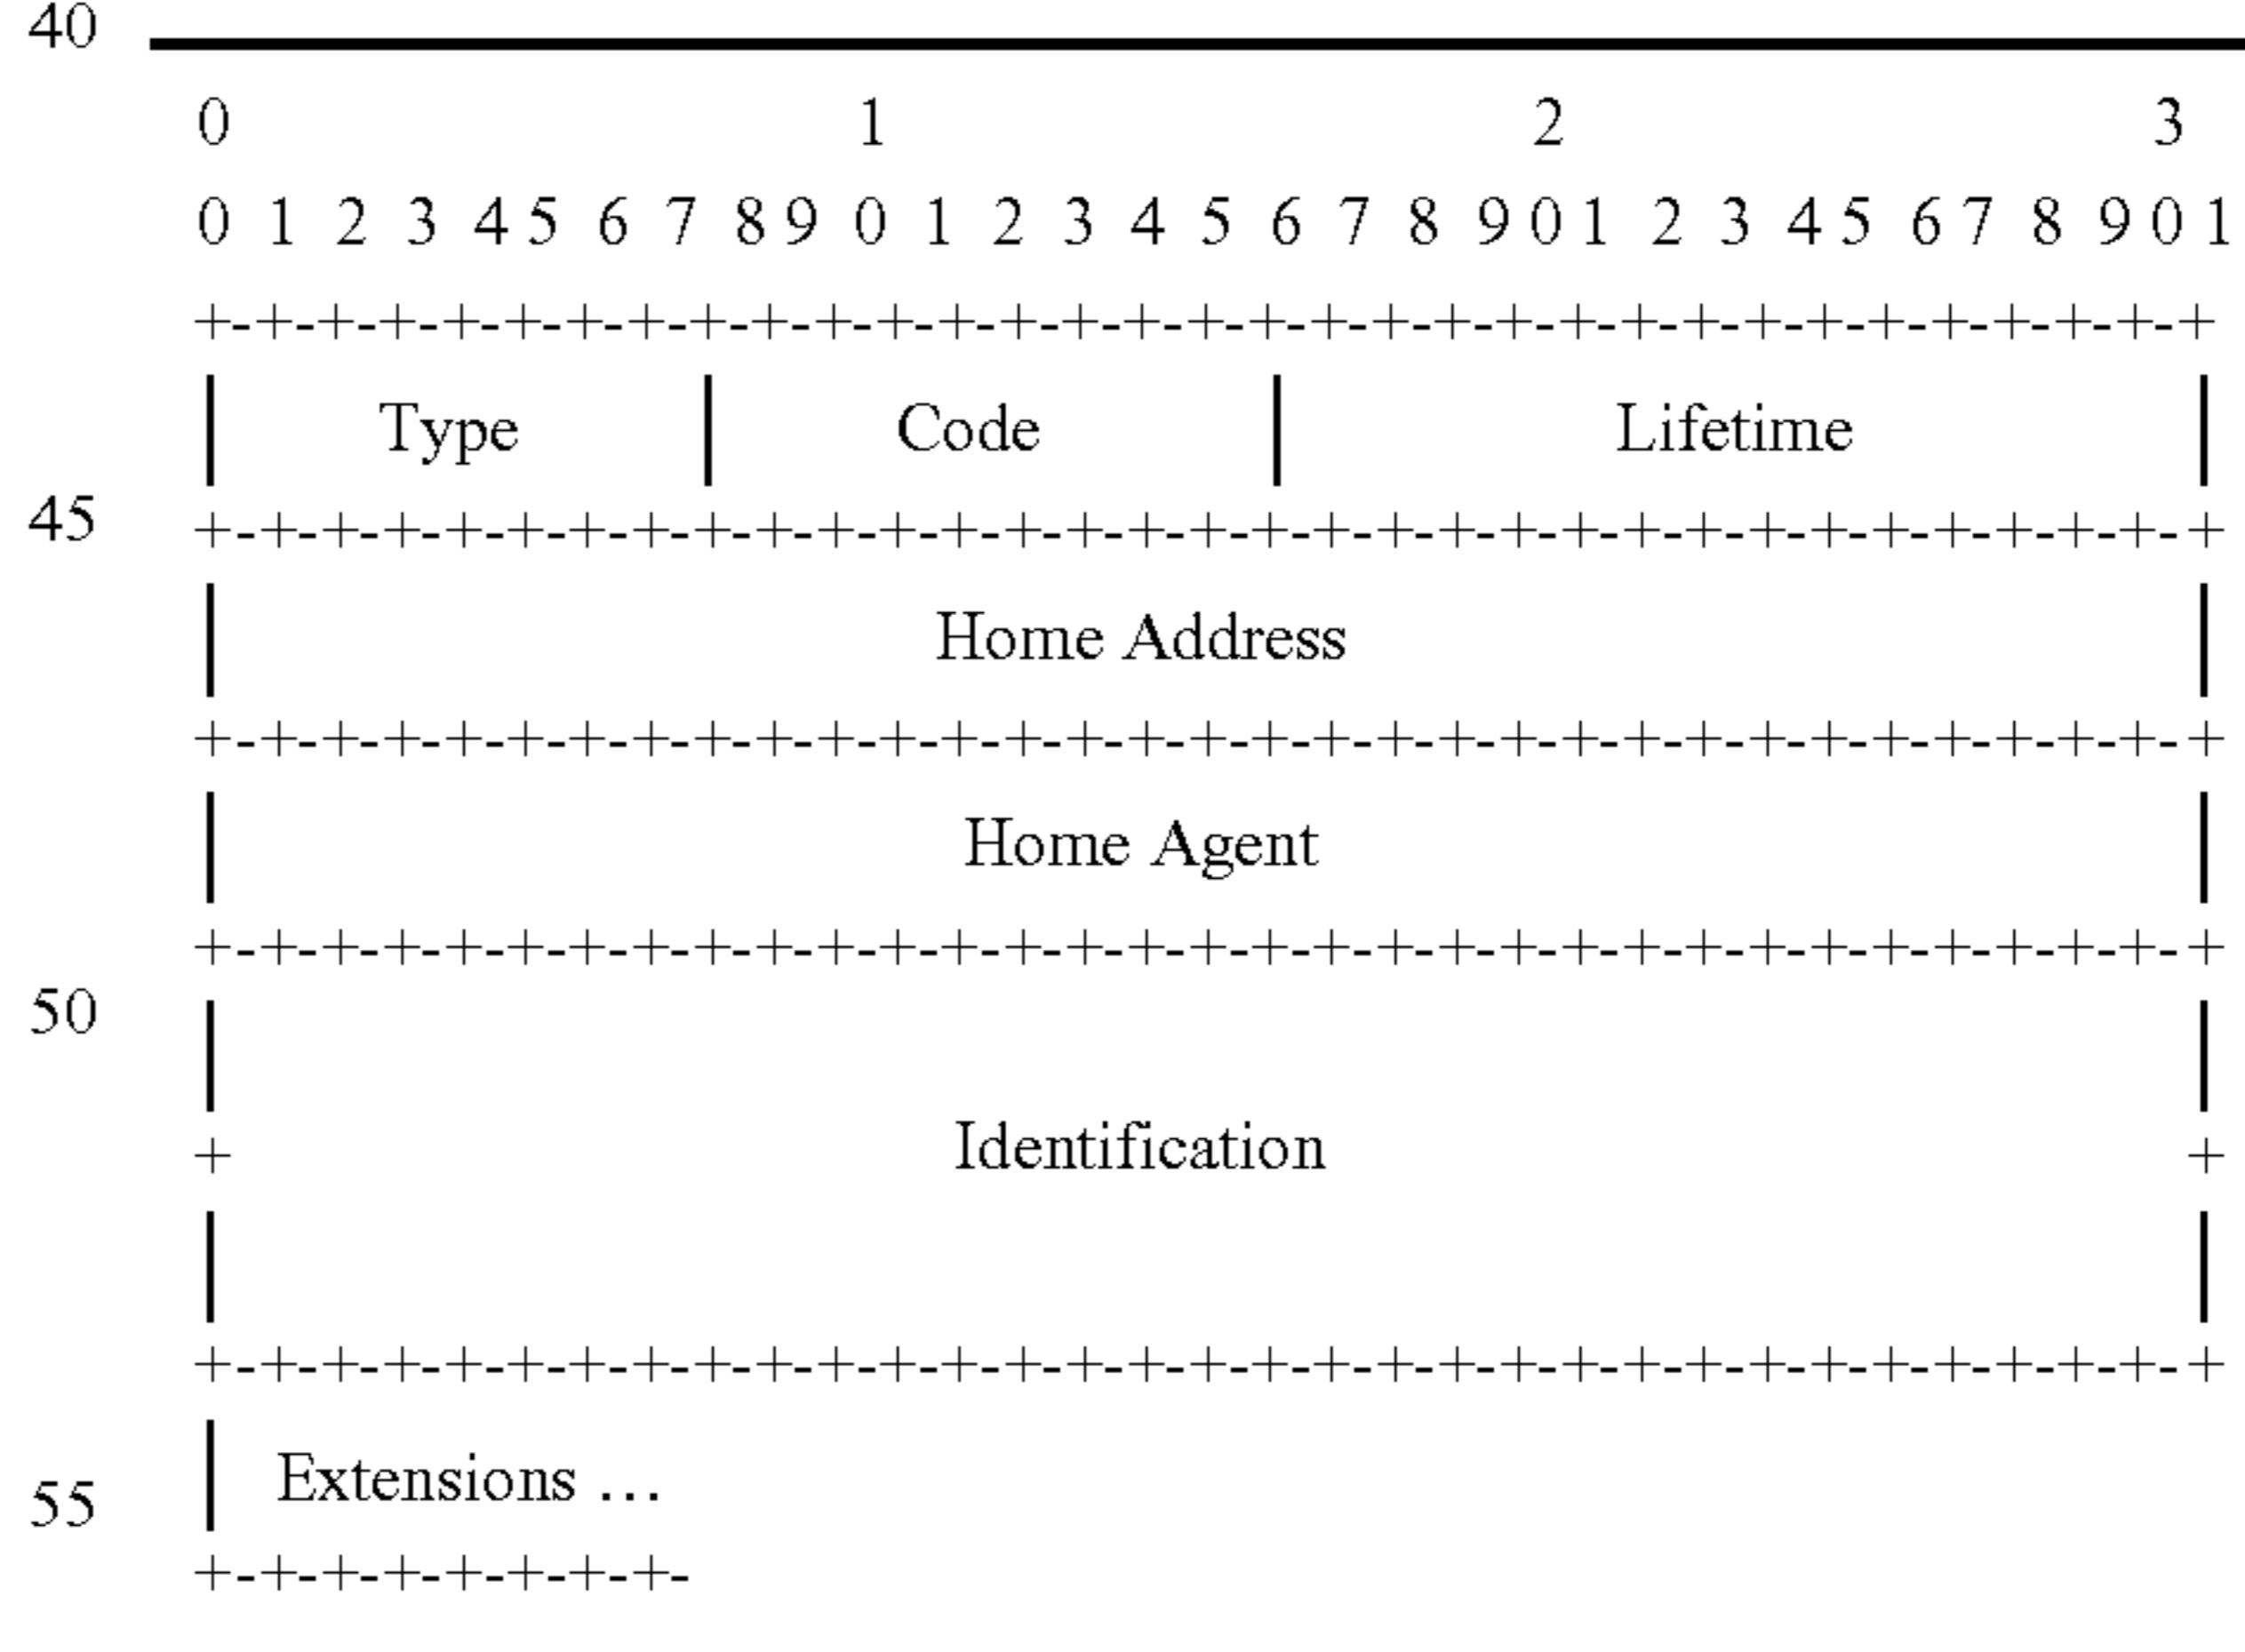 40
0 1 2 3
0 1 2 3 4 5 6 7 8 9 0 1 2 3 4 5 6 7 8 9 0 1 2 3 4 5 6 7 8 9 0 1
+-+-+-+-+-+-+-+-+-+-+-+-+-+-+-+-+-+-+-+-+-+-+-+-+-+-+-+-+-+-+-+-+
| Type | Code | Lifetime |
45 +-+-+-+-+-+-+-+-+-+-+-+-+-+-+-+-+-+-+-+-+-+-+-+-+-+-+-+-+-+-+-+-+
| Home Address |
+-+-+-+-+-+-+-+-+-+-+-+-+-+-+-+-+-+-+-+-+-+-+-+-+-+-+-+-+-+-+-+-+
| Home Agent |
+-+-+-+-+-+-+-+-+-+-+-+-+-+-+-+-+-+-+-+-+-+-+-+-+-+-+-+-+-+-+-+-+
50 | |
+ Identification +
| |
+-+-+-+-+-+-+-+-+-+-+-+-+-+-+-+-+-+-+-+-+-+-+-+-+-+-+-+-+-+-+-+-+
55 | Extensions ...
+-+-+-+-+-+-+-+-